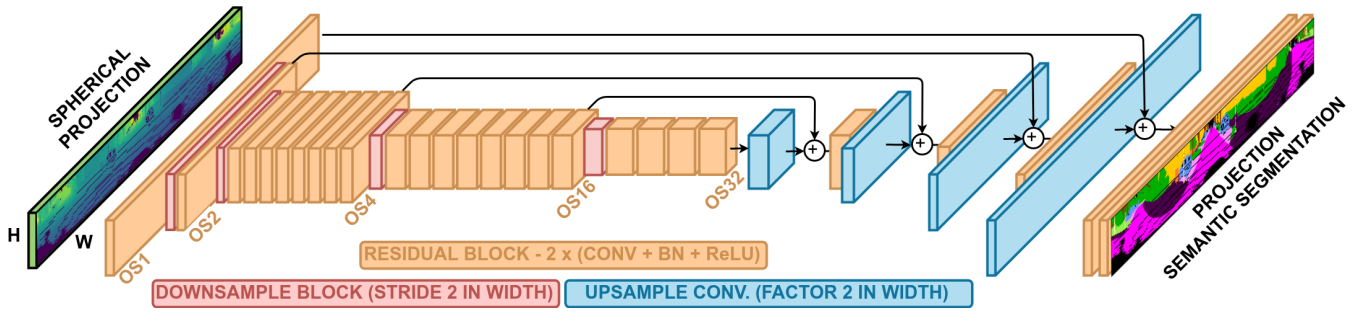 SPHERICAL
PROJECTION
H
W
OS1
OS2
OS4
OS16
OS32
+
+
+
+
PROJECTION
SEMANTIC SEGMENTATION
RESIDUAL BLOCK - 2 x (CONV + BN + ReLU)
DOWNSAMPLE BLOCK (STRIDE 2 IN WIDTH)
UPSAMPLE CONV. (FACTOR 2 IN WIDTH)